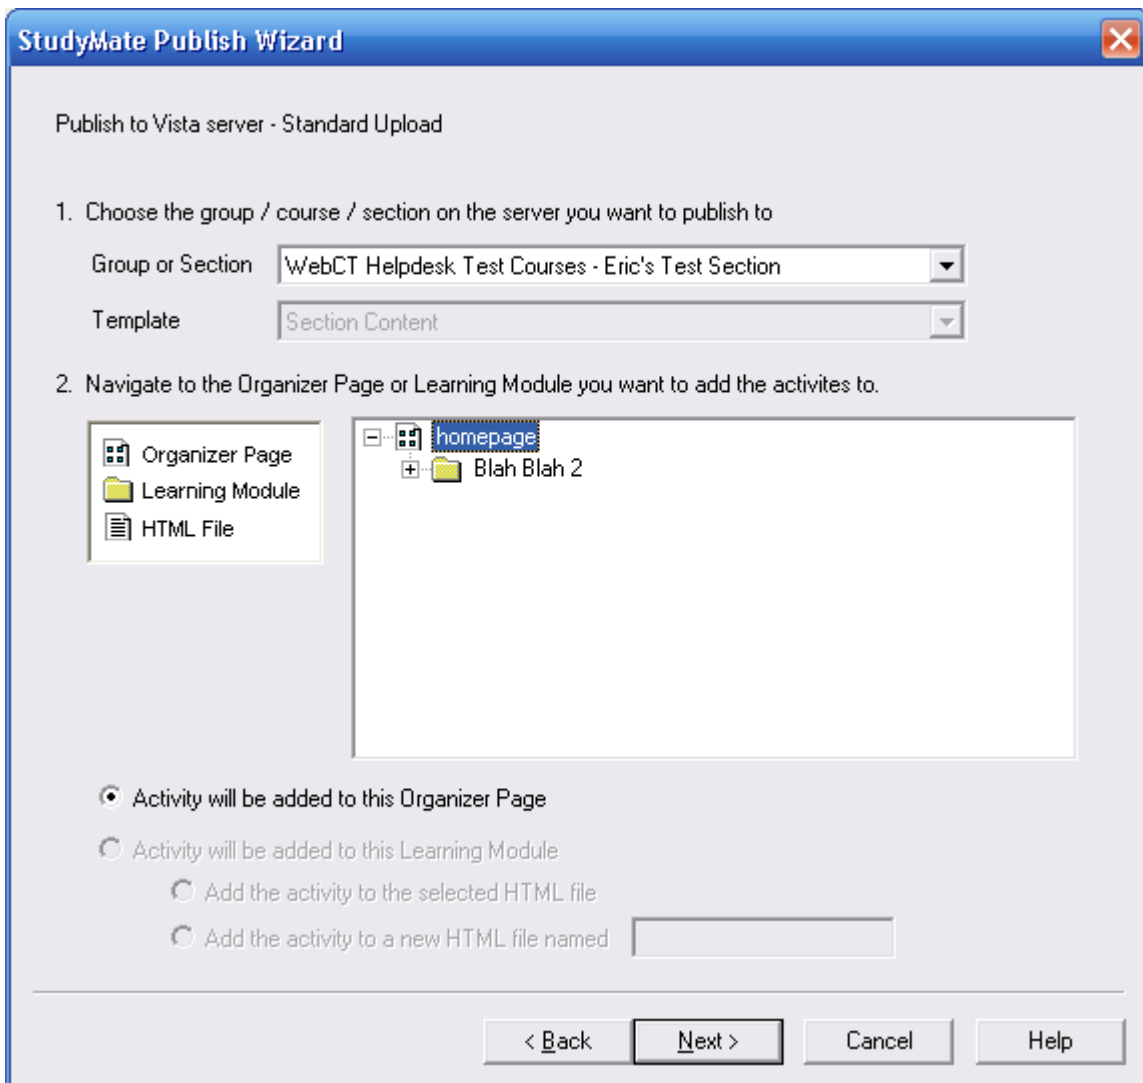 StudyMate Publish Wizard
Publish to Vista server - Standard Upload
1. Choose the group / course / section on the server you want to publish to
Group or Section WebCT Helpdesk Test Courses - Eric's Test Section
Template Section Content
2. Navigate to the Organizer Page or Learning Module you want to add the activites to.
Organizer Page
Learning Module
HTML File
homepage
Blah Blah 2
Activity will be added to this Organizer Page
Activity will be added to this Learning Module
Add the activity to the selected HTML file
Add the activity to a new HTML file named
< Back Next > Cancel Help